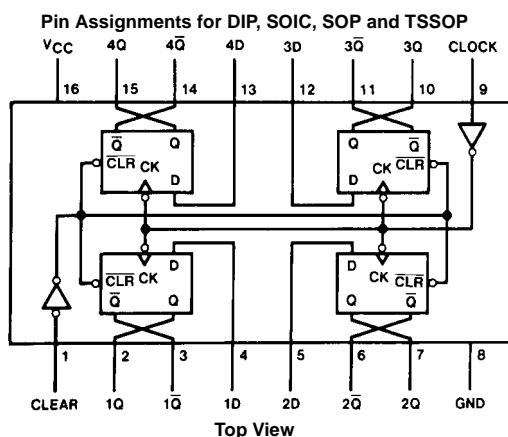 Pin Assignments for DIP, SOIC, SOP and TSSOP
VCC 4Q 4Q̅ 4D 3D 3Q̅ 3Q CLOCK
16 15 14 13 12 11 10 9
Q̅ Q Q Q̅
CLR̅ CK CLR̅
D D CK
D D
CLR̅ CK CK CLR̅
Q̅ Q Q Q̅
1 2 3 4 5 6 7 8
CLEAR 1Q 1Q̅ 1D 2D 2Q̅ 2Q GND
Top View